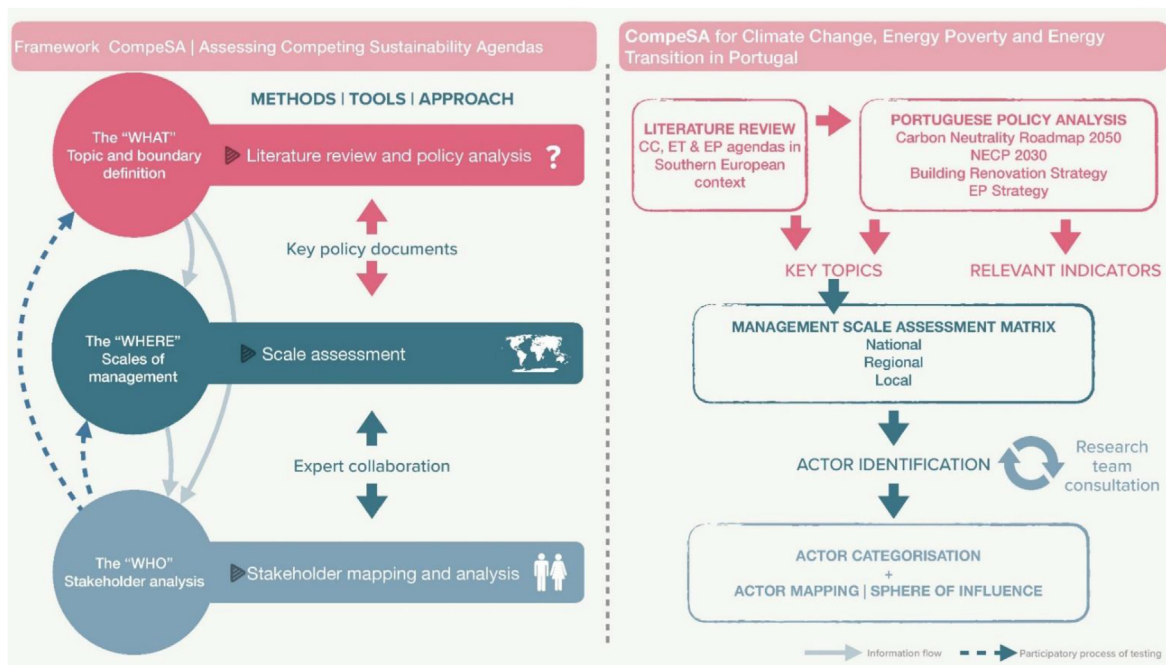 Framework CompeSA | Assessing Competing Sustainability Agendas
METHODS | TOOLS | APPROACH
The "WHAT"
Topic and boundary
definition
Literature review and policy analysis ?
Key policy documents
The "WHERE"
Scales of
management
Scale assessment
Expert collaboration
The "WHO"
Stakeholder analysis
Stakeholder mapping and analysis
CompeSA for Climate Change, Energy Poverty and Energy
Transition in Portugal
LITERATURE REVIEW
CC, ET & EP agendas in
Southern European
context
PORTUGUESE POLICY ANALYSIS
Carbon Neutrality Roadmap 2050
NECP 2030
Building Renovation Strategy
EP Strategy
KEY TOPICS
RELEVANT INDICATORS
MANAGEMENT SCALE ASSESSMENT MATRIX
National
Regional
Local
ACTOR IDENTIFICATION
Research
team
consultation
ACTOR CATEGORISATION
+
ACTOR MAPPING | SPHERE OF INFLUENCE
Information flow
Participatory process of testing